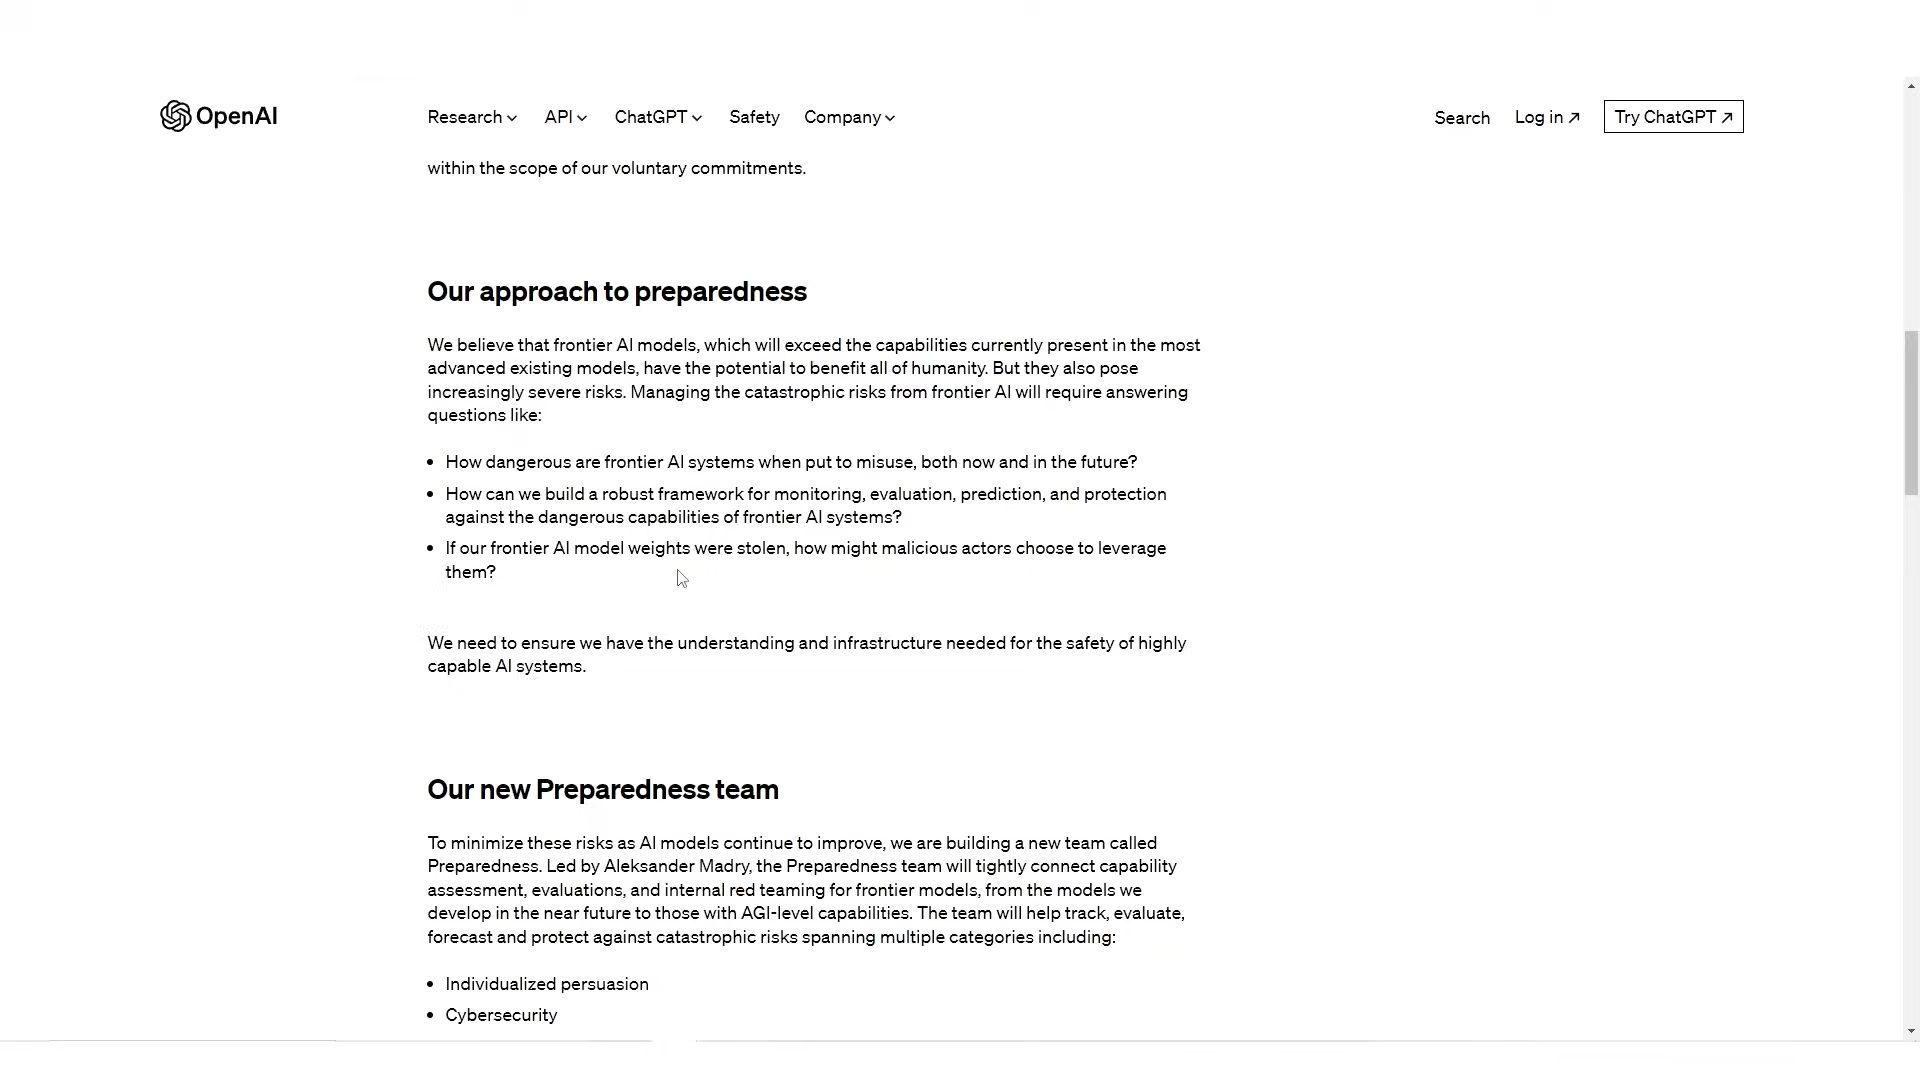 OpenAI
Research API ChatGPT Safety Company Search Log in ↗ Try ChatGPT ↗
within the scope of our voluntary commitments.
Our approach to preparedness
We believe that frontier AI models, which will exceed the capabilities currently present in the most
advanced existing models, have the potential to benefit all of humanity. But they also pose
increasingly severe risks. Managing the catastrophic risks from frontier AI will require answering
questions like:
• How dangerous are frontier AI systems when put to misuse, both now and in the future?
• How can we build a robust framework for monitoring, evaluation, prediction, and protection
against the dangerous capabilities of frontier AI systems?
• If our frontier AI model weights were stolen, how might malicious actors choose to leverage
them?
We need to ensure we have the understanding and infrastructure needed for the safety of highly
capable AI systems.
Our new Preparedness team
To minimize these risks as AI models continue to improve, we are building a new team called
Preparedness. Led by Aleksander Madry, the Preparedness team will tightly connect capability
assessment, evaluations, and internal red teaming for frontier models, from the models we
develop in the near future to those with AGI-level capabilities. The team will help track, evaluate,
forecast and protect against catastrophic risks spanning multiple categories including:
• Individualized persuasion
• Cybersecurity